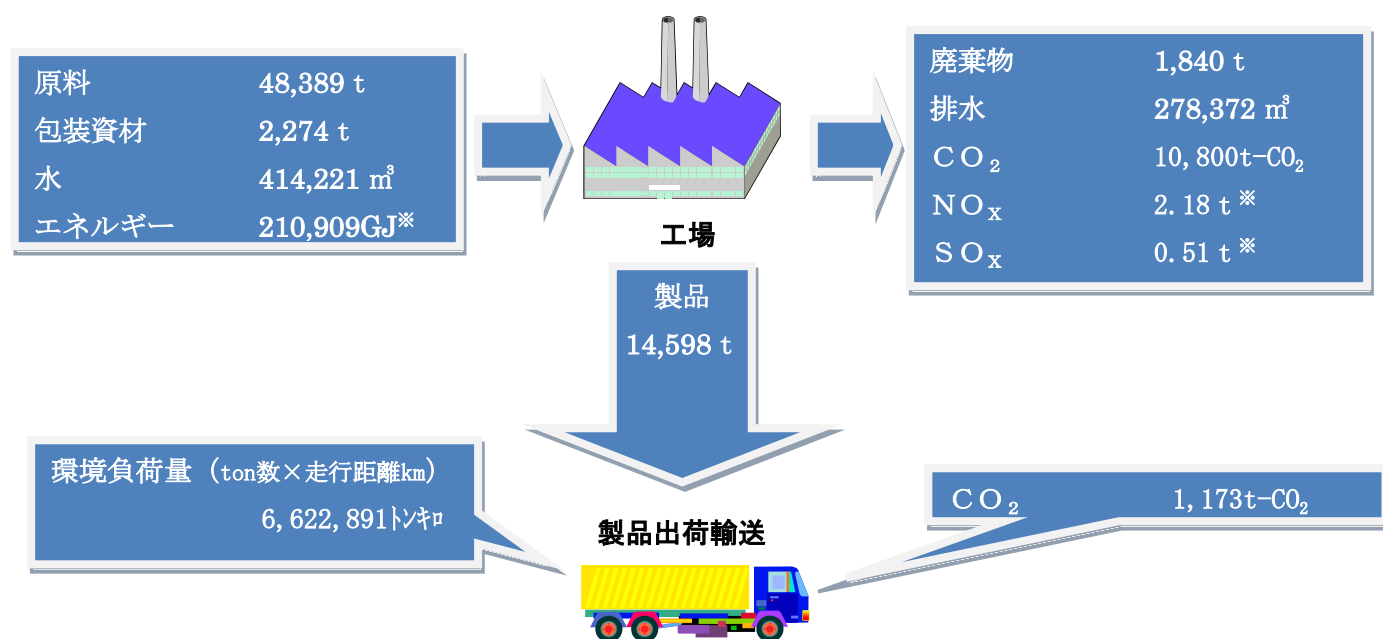 原料 48,389 t
包装資材 2,274 t
水 414,221 ㎥
エネルギー 210,909GJ※
工場
廃棄物 1,840 t
排水 278,372 ㎥
ＣＯ₂ 10,800t-CO₂
ＮＯₓ 2.18 t※
ＳＯₓ 0.51 t※
製品
14,598 t
環境負荷量（ton数×走行距離km）
6,622,891㌧㌔
製品出荷輸送
ＣＯ₂ 1,173t-CO₂